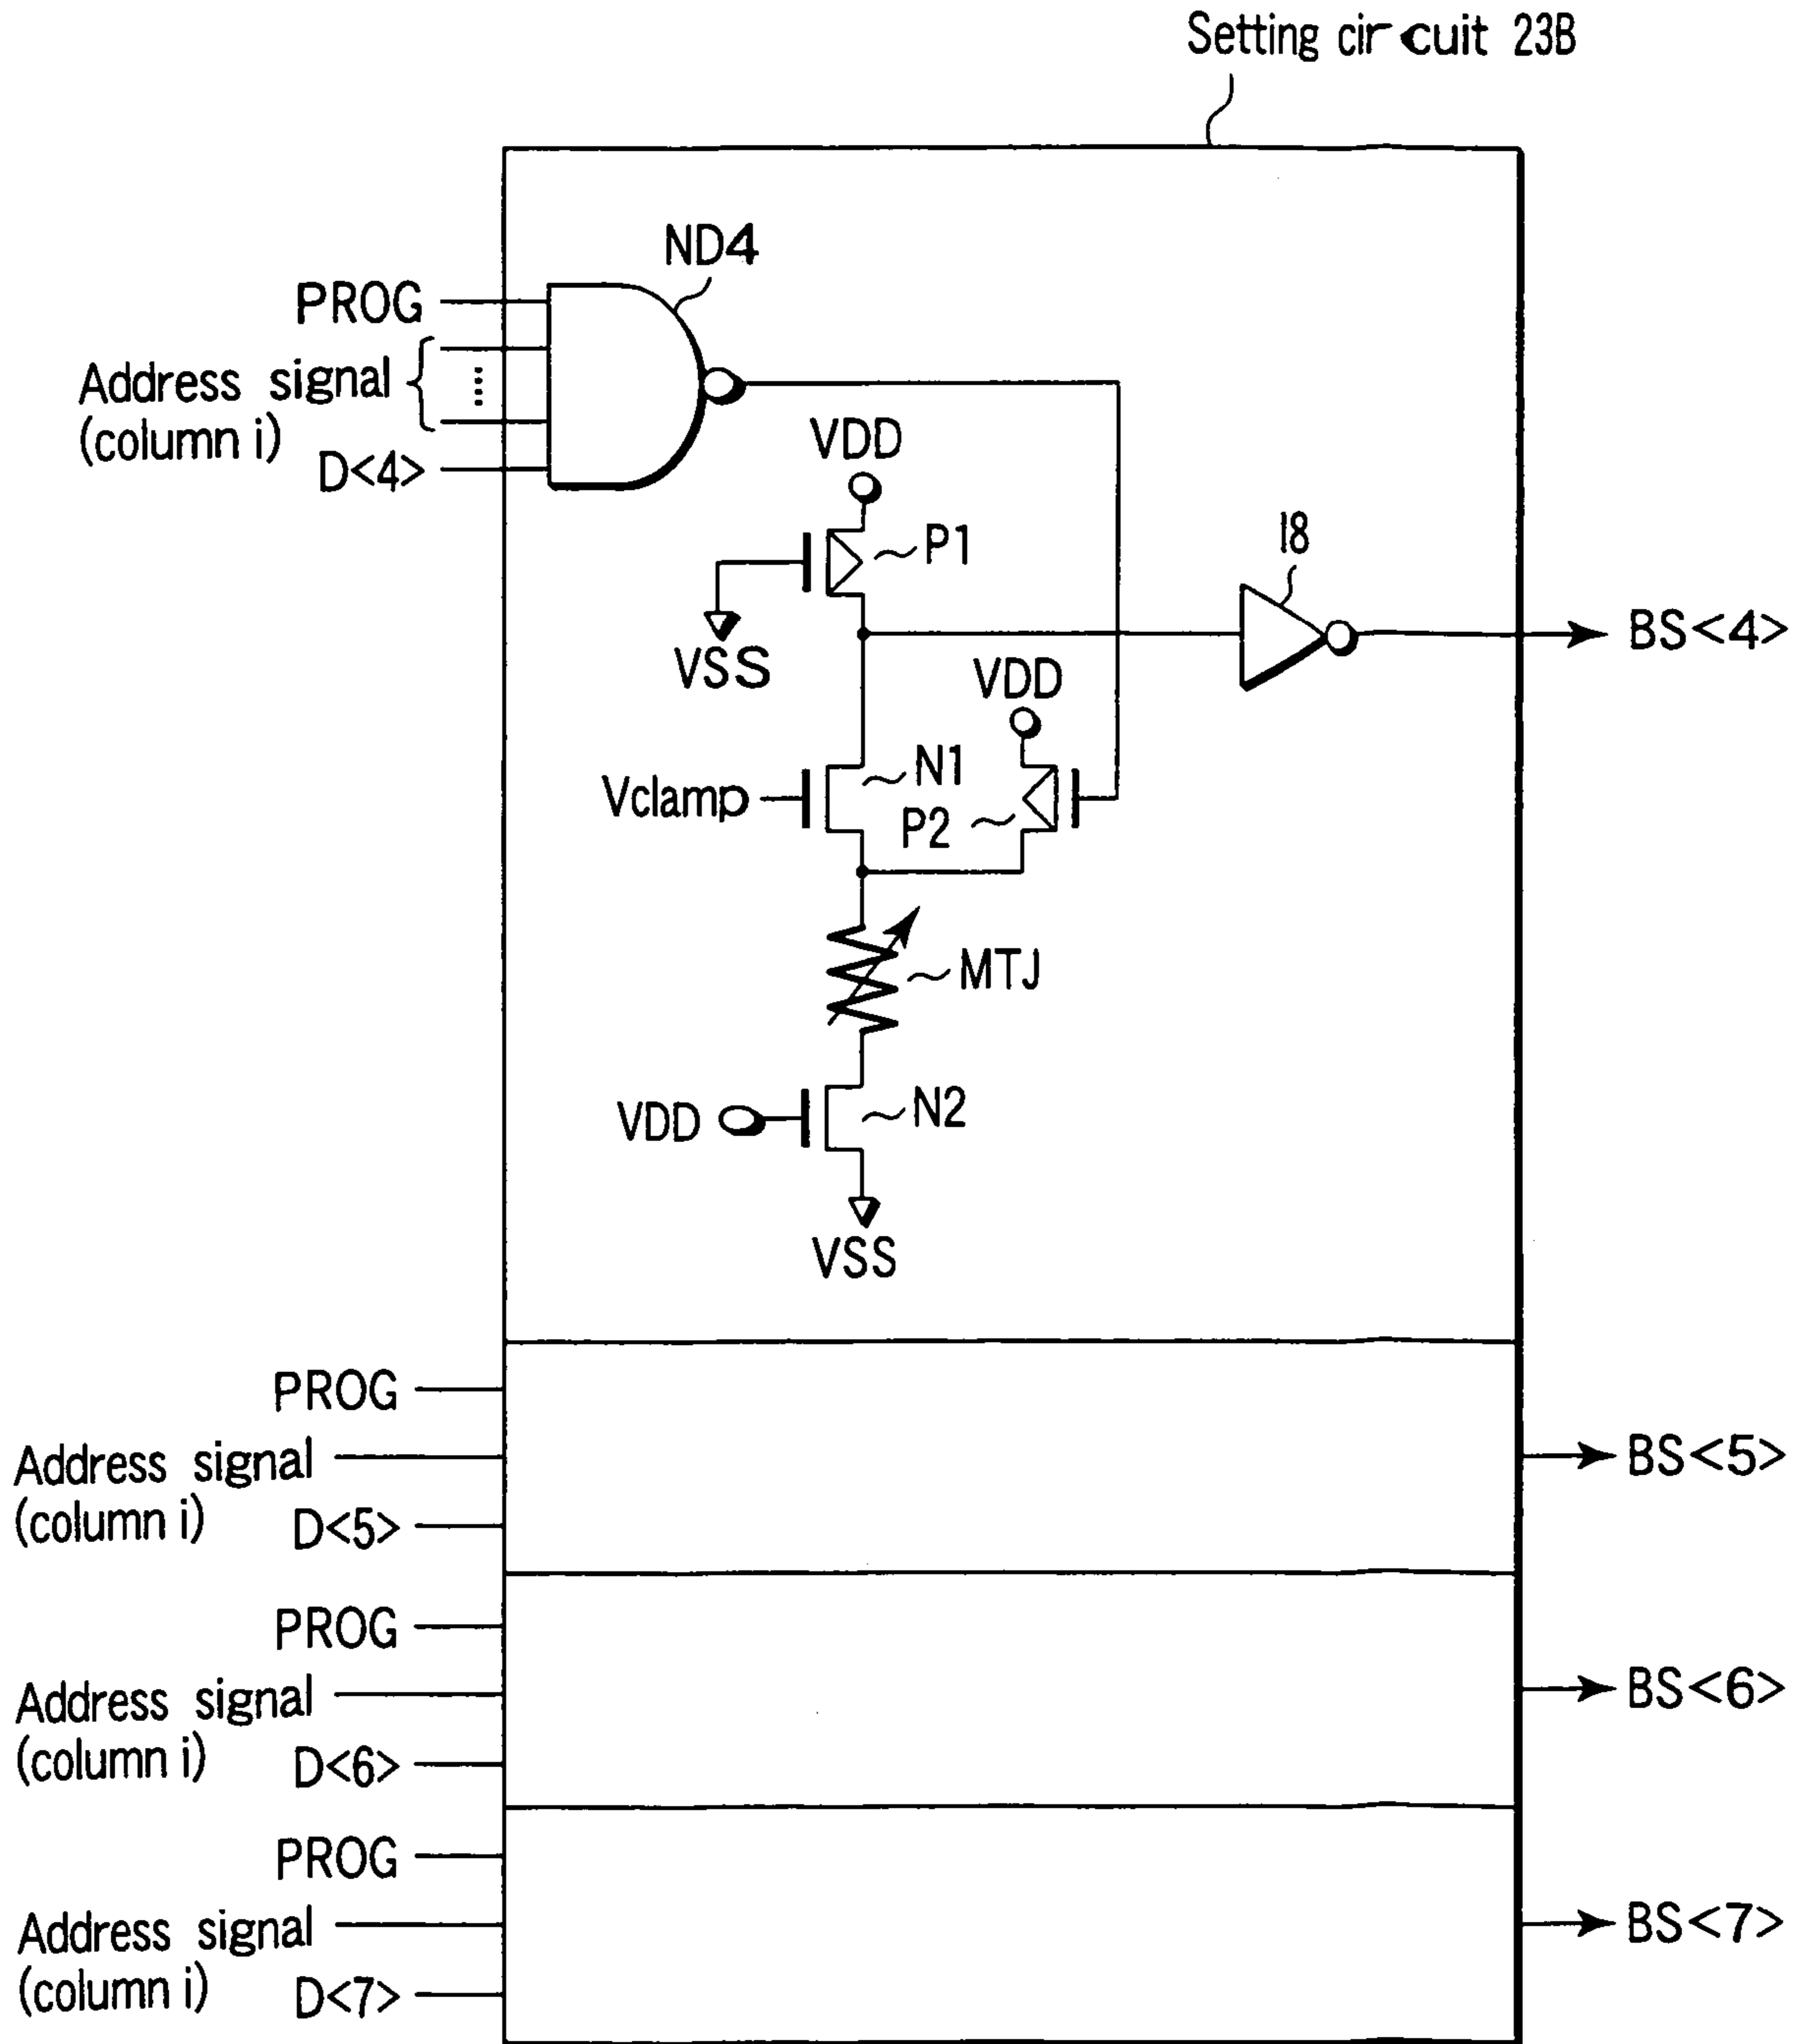 Setting circuit 23B
ND4
PROG
Address signal
(column i)
D<4>
VDD
P1
VSS
I8
BS<4>
VDD
N1
Vclamp
P2
MTJ
VDD
N2
VSS
PROG
Address signal
(column i)
D<5>
BS<5>
PROG
Address signal
(column i)
D<6>
BS<6>
PROG
Address signal
(column i)
D<7>
BS<7>